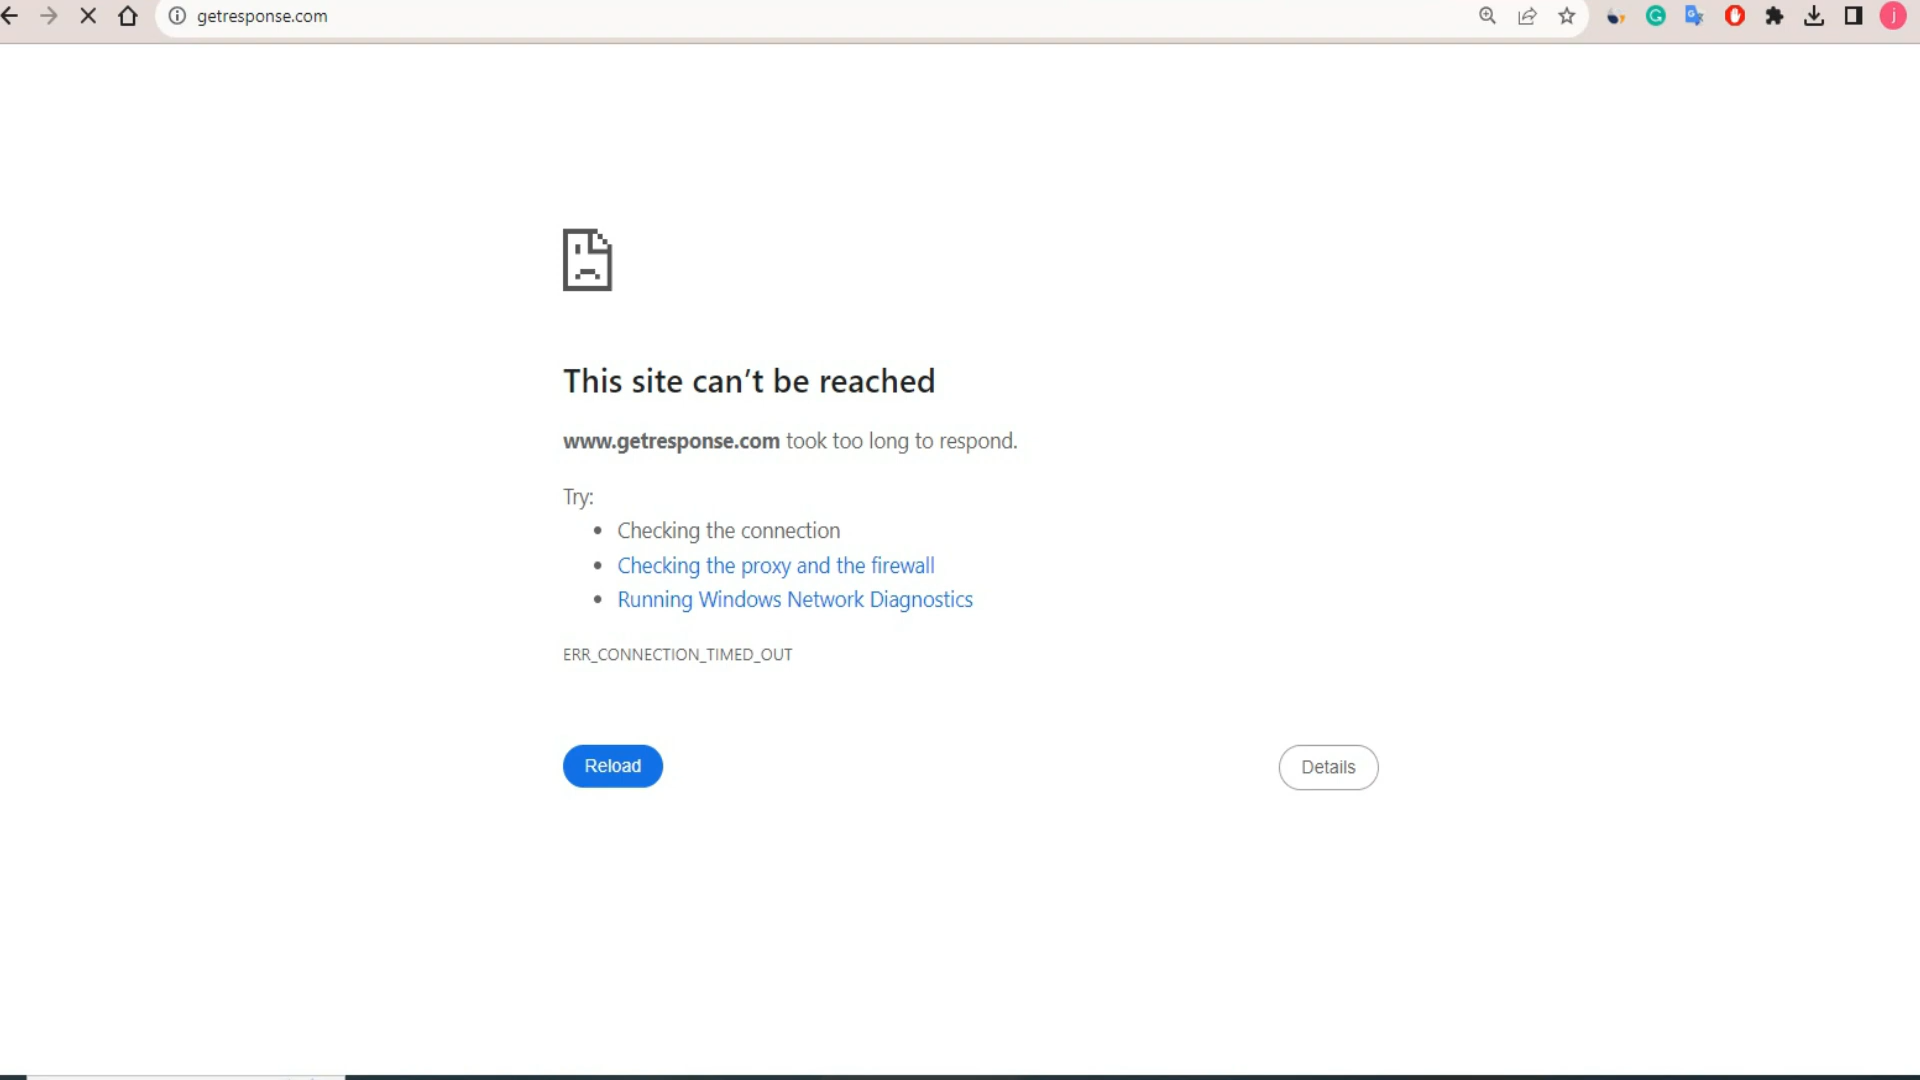 getresponse.com
j
This site can’t be reached
www.getresponse.com took too long to respond.
Try:
• Checking the connection
• Checking the proxy and the firewall
• Running Windows Network Diagnostics
ERR_CONNECTION_TIMED_OUT
Reload
Details